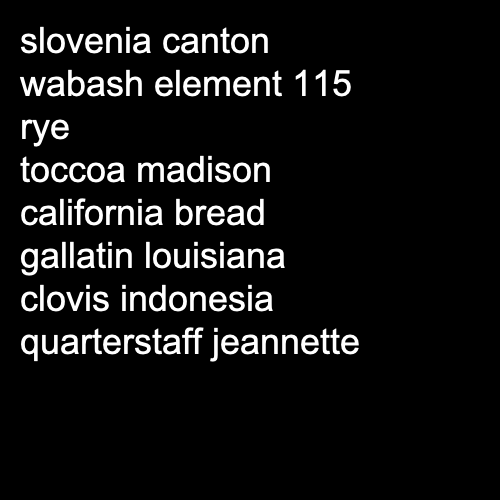 slovenia canton
wabash element 115
rye
toccoa madison
california bread
gallatin louisiana
clovis indonesia
quarterstaff jeannette